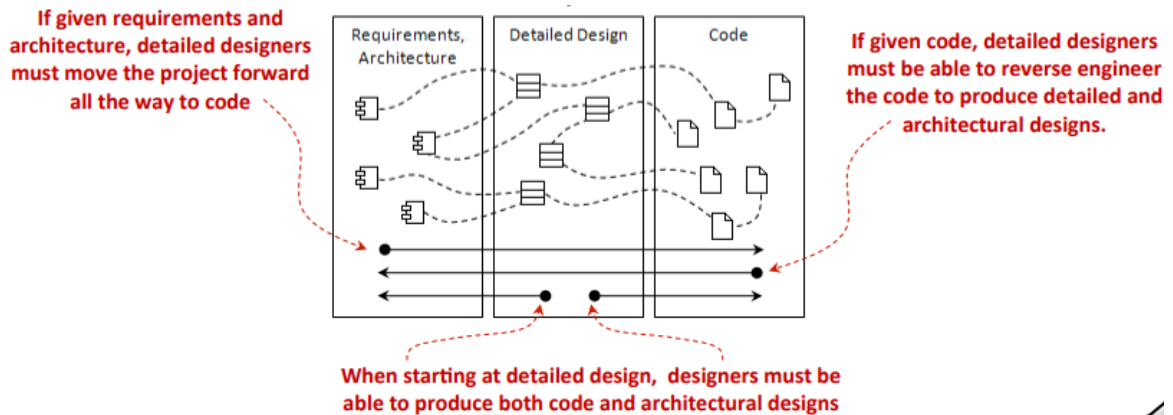 If given requirements and
architecture, detailed designers
must move the project forward
all the way to code
Requirements,
Architecture
Detailed Design
Code
If given code, detailed designers
must be able to reverse engineer
the code to produce detailed and
architectural designs.
When starting at detailed design, designers must be
able to produce both code and architectural designs